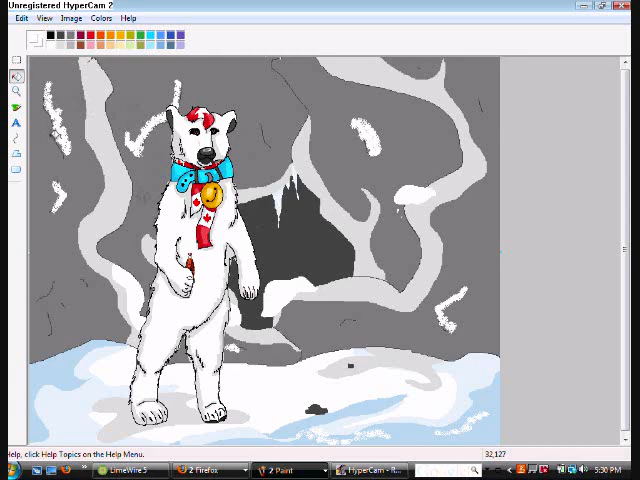 Unregistered HyperCam 2
Edit View Image Colors Help
A
Help, click Help Topics on the Help Menu.
32,127
LimeWire 5
2 Firefox
2 Paint
HyperCam - R...
5:30 PM